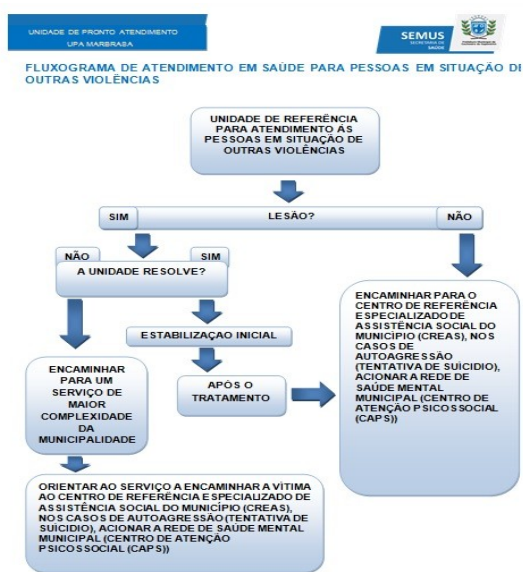 UNIDADE DE PRONTO ATENDIMENTO
UPA MARBRASA
SEMUS
SECRETARIA DE
SAÚDE
FLUXOGRAMA DE ATENDIMENTO EM SAÚDE PARA PESSOAS EM SITUAÇÃO DE
OUTRAS VIOLÊNCIAS
UNIDADE DE REFERÊNCIA
PARA ATENDIMENTO ÀS
PESSOAS EM SITUAÇÃO DE
OUTRAS VIOLÊNCIAS
SIM
LESÃO?
NÃO
NÃO
SIM
A UNIDADE RESOLVE?
ESTABILIZAÇAO INICIAL
ENCAMINHAR
PARA UM
SERVIÇO DE
MAIOR
COMPLEXIDADE
DA
MUNICIPALIDADE
APÓS O
TRATAMENTO
ENCAMINHAR PARA O
CENTRO DE REFERÊNCIA
ESPECIALIZADO DE
ASSISTÊNCIA SOCIAL DO
MUNICÍPIO (CREAS), NOS
CASOS DE
AUTOAGRESSÃO
(TENTATIVA DE SUÍCIDIO),
ACIONAR A REDE DE
SAÚDE MENTAL
MUNICIPAL (CENTRO DE
ATENÇÃO PSICOSSOCIAL
(CAPS))
ORIENTAR AO SERVIÇO A ENCAMINHAR A VÍTIMA
AO CENTRO DE REFERÊNCIA ESPECIALIZADO DE
ASSISTÊNCIA SOCIAL DO MUNICÍPIO (CREAS),
NOS CASOS DE AUTOAGRESSÃO (TENTATIVA DE
SUÍCIDIO), ACIONAR A REDE DE SAÚDE MENTAL
MUNICIPAL (CENTRO DE ATENÇÃO
PSICOSSOCIAL (CAPS))